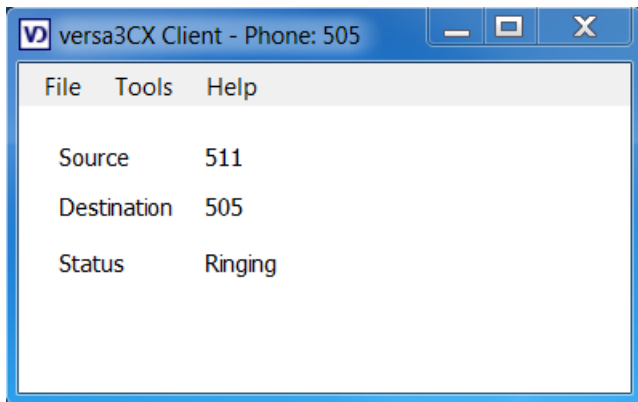 VD versa3CX Client - Phone: 505
File Tools Help
Source 511
Destination 505
Status Ringing